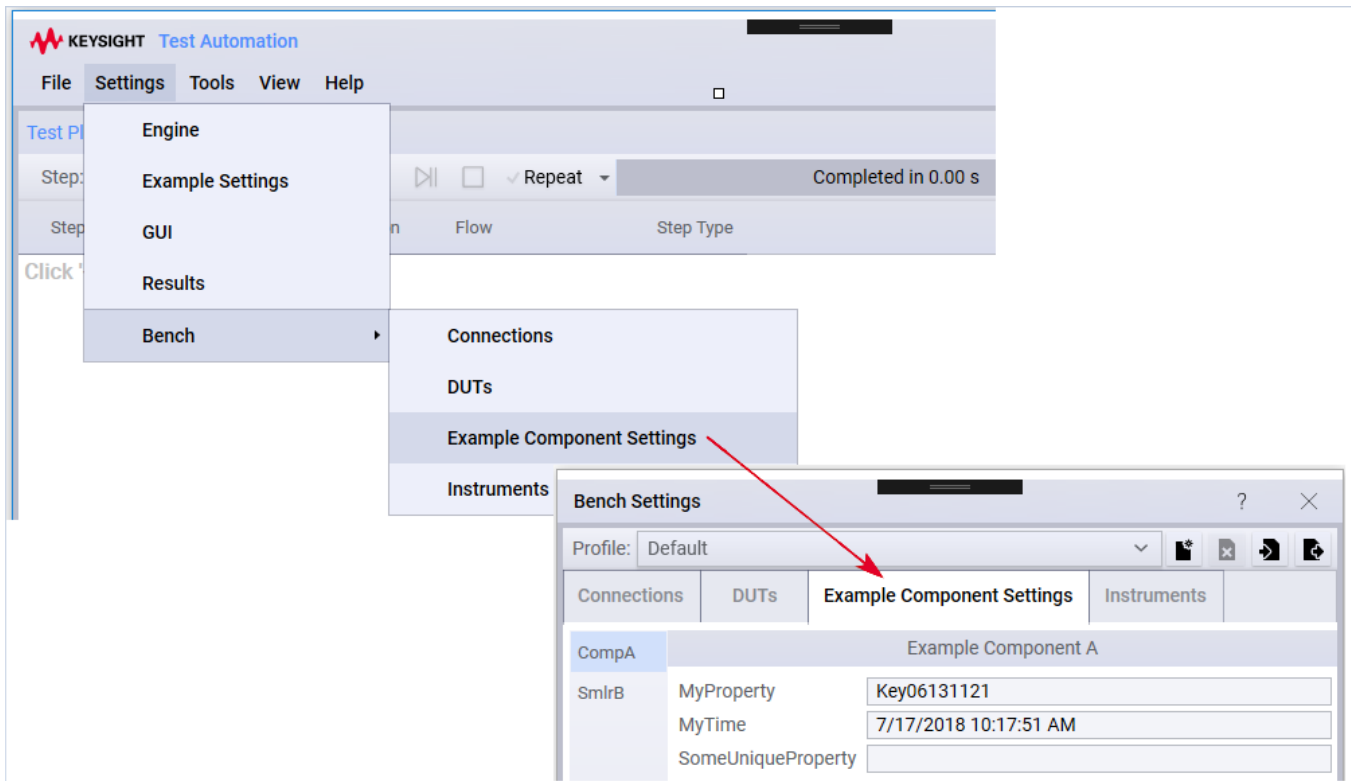 KEYSIGHT Test Automation
File Settings Tools View Help
Test Pl
Engine
Step:
Example Settings
Repeat
Completed in 0.00 s
Step
GUI
n
Flow
Step Type
Click '
Results
Bench
Connections
DUTs
Example Component Settings
Instruments
Bench Settings
?
Profile: Default
Connections DUTs Example Component Settings Instruments
CompA
Example Component A
SmlrB
MyProperty Key06131121
MyTime 7/17/2018 10:17:51 AM
SomeUniqueProperty